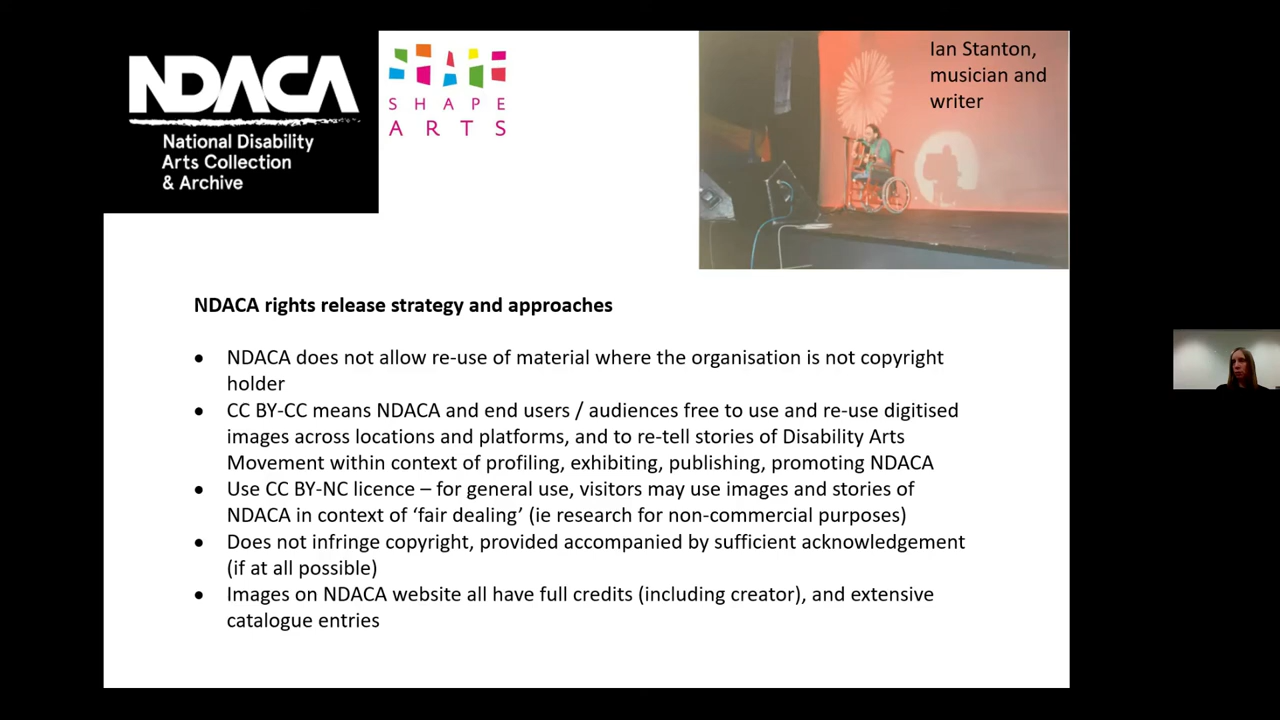 NDACA
National Disability
Arts Collection
& Archive
SHAPE
ARTS
Ian Stanton,
musician and
writer
NDACA rights release strategy and approaches
• NDACA does not allow re-use of material where the organisation is not copyright
holder
• CC BY-CC means NDACA and end users / audiences free to use and re-use digitised
images across locations and platforms, and to re-tell stories of Disability Arts
Movement within context of profiling, exhibiting, publishing, promoting NDACA
• Use CC BY-NC licence – for general use, visitors may use images and stories of
NDACA in context of ‘fair dealing’ (ie research for non-commercial purposes)
• Does not infringe copyright, provided accompanied by sufficient acknowledgement
(if at all possible)
• Images on NDACA website all have full credits (including creator), and extensive
catalogue entries